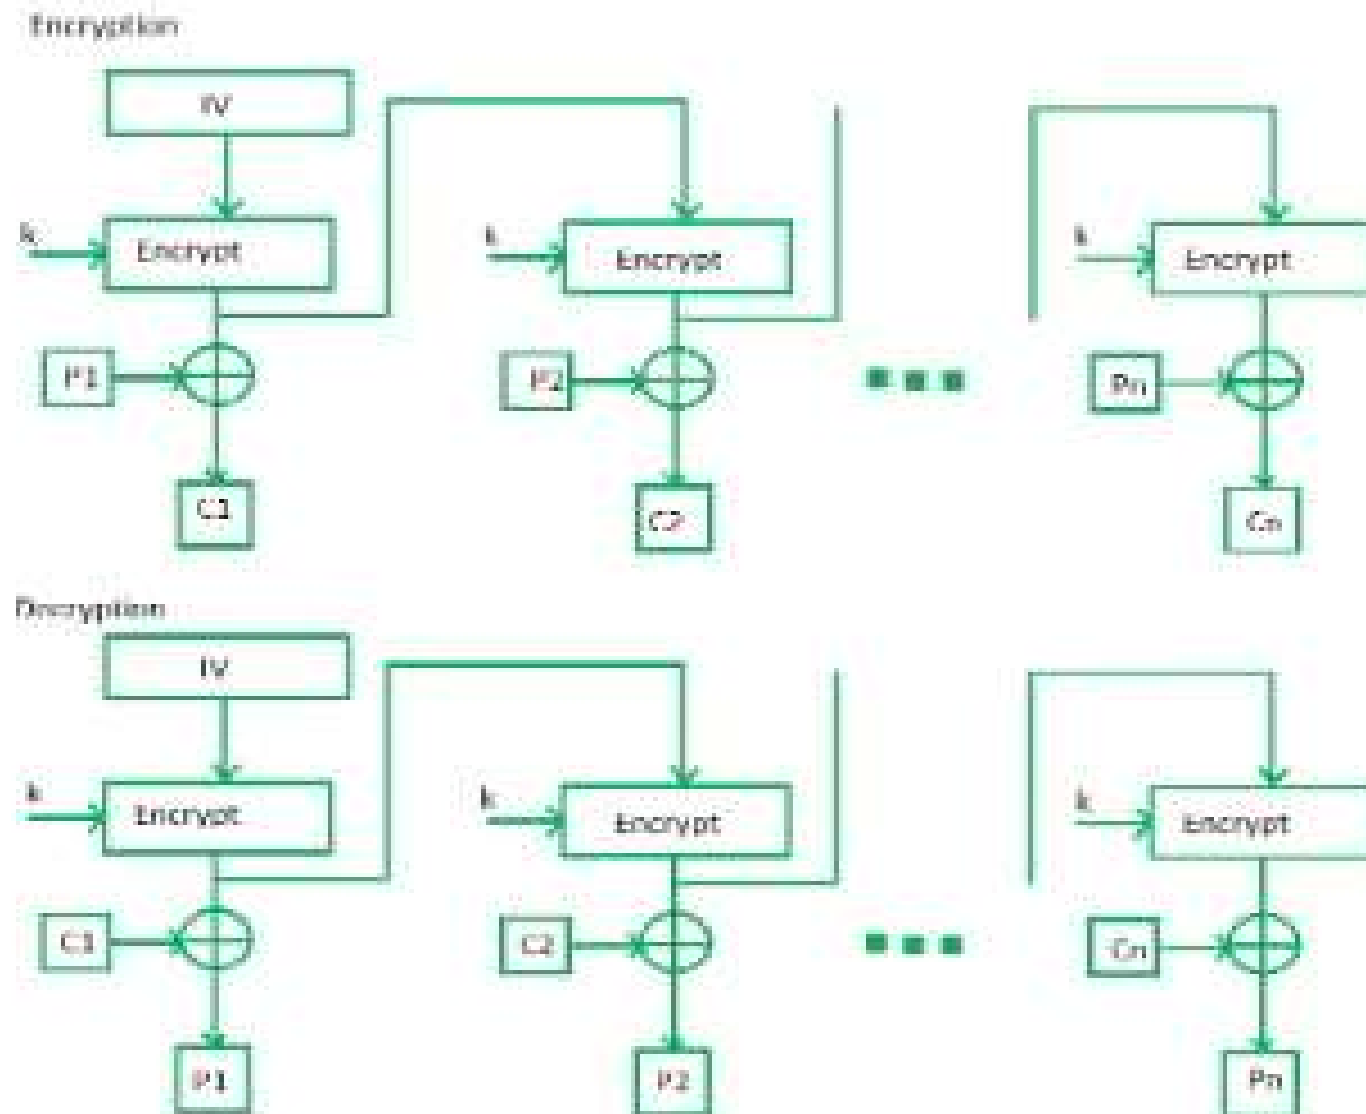 Encryption
IV
k
Encrypt
k
Encrypt
k
Encrypt
P1
P2
Pn
C1
C2
Cn
Decryption
IV
k
Encrypt
k
Encrypt
k
Encrypt
C1
C2
Cn
P1
P2
Pn